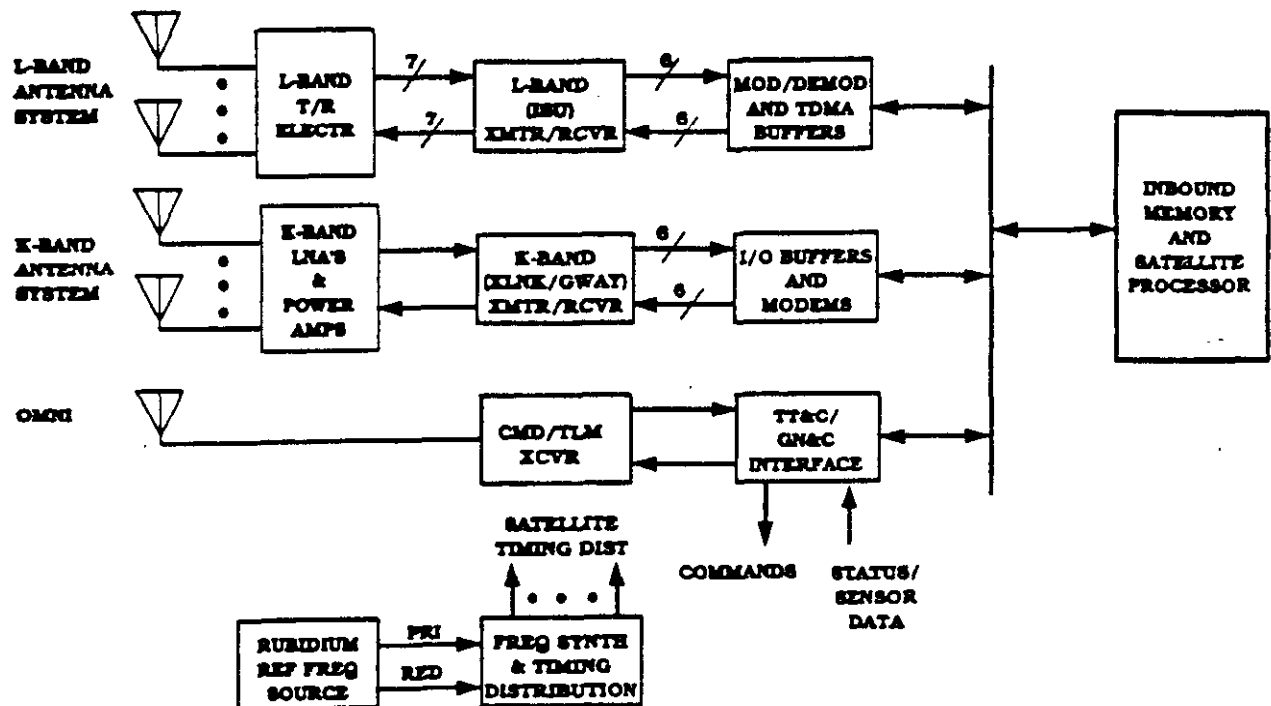 L-BAND
ANTENNA
SYSTEM
L-BAND
T/R
ELECTR
7
7
L-BAND
(ISU)
XMTR/RCVR
6
6
MOD/DEMOD
AND TDMA
BUFFERS
INBOUND
MEMORY
AND
SATELLITE
PROCESSOR
K-BAND
ANTENNA
SYSTEM
K-BAND
LNA'S
&
POWER
AMPS
K-BAND
(XLNK/GWAY)
XMTR/RCVR
6
6
I/O BUFFERS
AND
MODEMS
OMNI
CMD/TLM
XCVR
TT&C/
GN&C
INTERFACE
SATELLITE
TIMING DIST
COMMANDS
STATUS/
SENSOR
DATA
RUBIDIUM
REF FREQ
SOURCE
PRI
RED
FREQ SYNTH
& TIMING
DISTRIBUTION